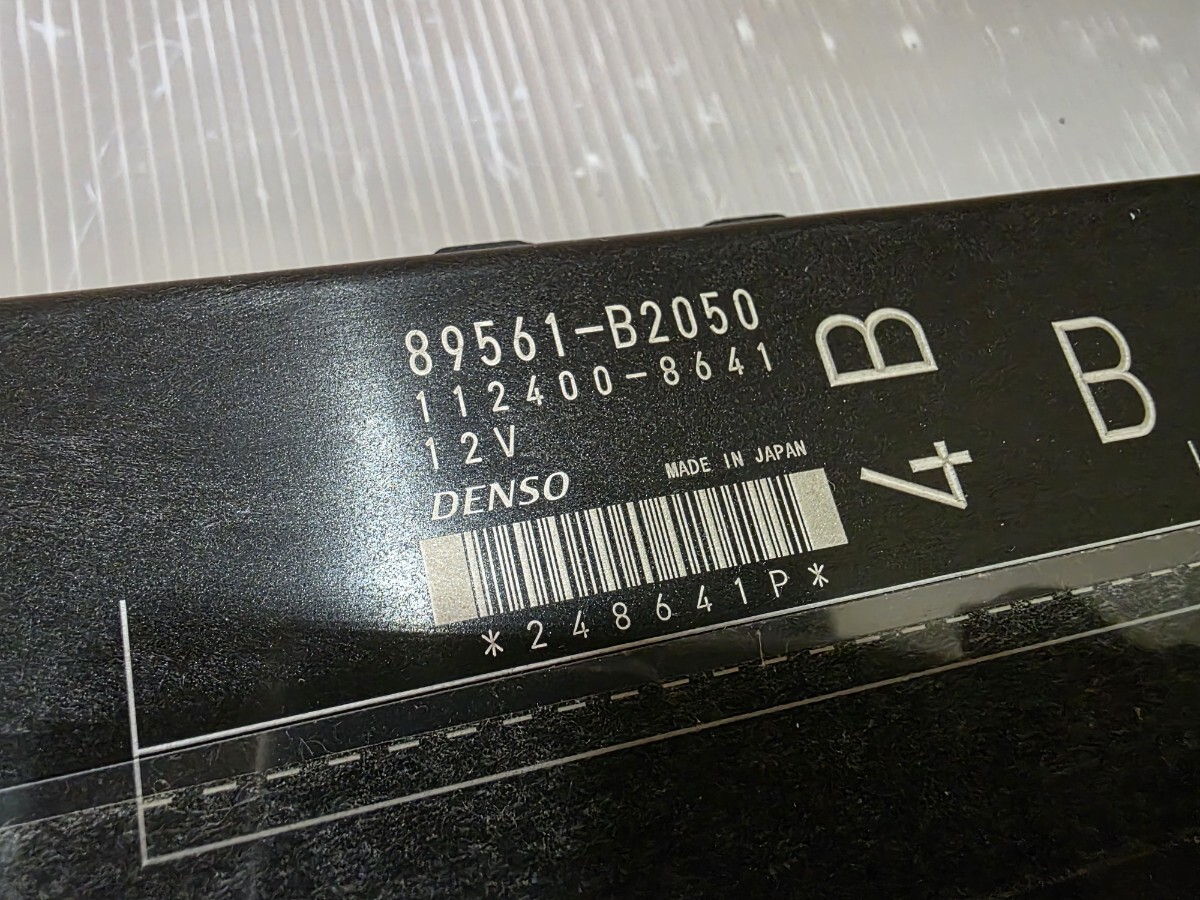 89561-B2050
112400-8641
12V
DENSO
MADE IN JAPAN
*248641P*
4B
B